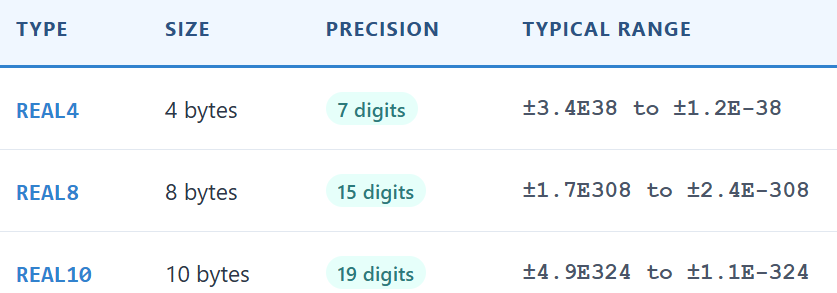 TYPE SIZE PRECISION TYPICAL RANGE
REAL4 4 bytes 7 digits ±3.4E38 to ±1.2E-38
REAL8 8 bytes 15 digits ±1.7E308 to ±2.4E-308
REAL10 10 bytes 19 digits ±4.9E324 to ±1.1E-324